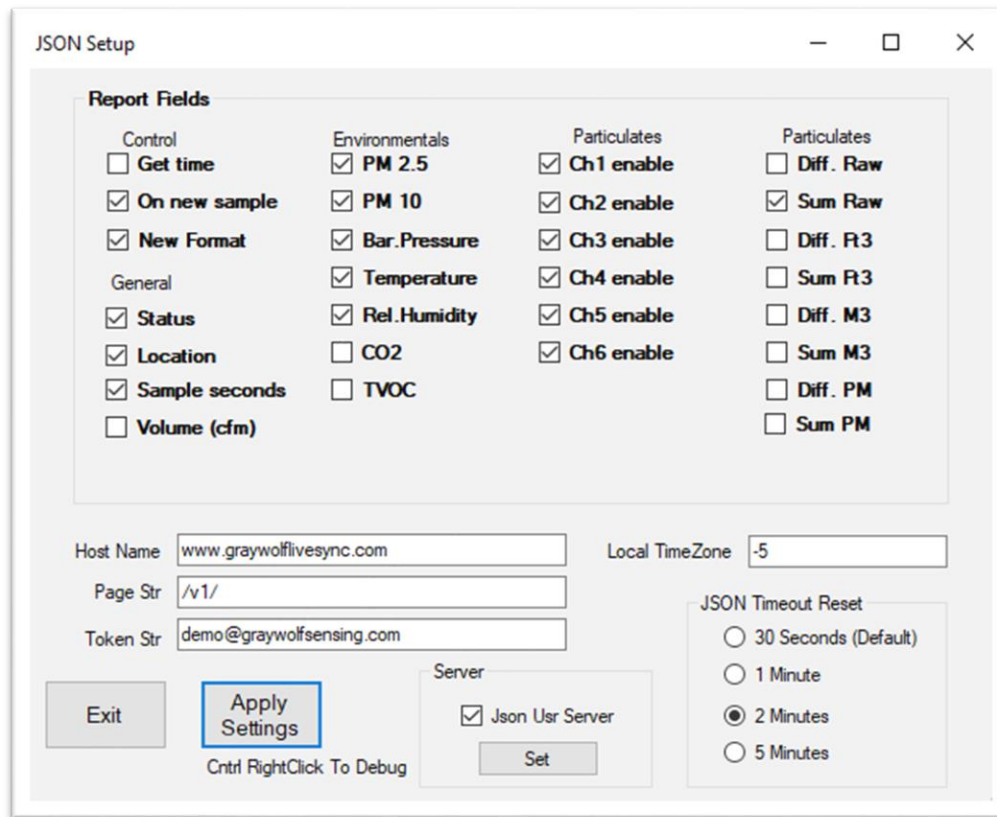 JSON Setup
Report Fields
Control
Get time
On new sample
New Format
General
Status
Location
Sample seconds
Volume (cfm)
Environmentals
PM 2.5
PM 10
Bar.Pressure
Temperature
Rel.Humidity
CO2
TVOC
Particulates
Ch1 enable
Ch2 enable
Ch3 enable
Ch4 enable
Ch5 enable
Ch6 enable
Particulates
Diff. Raw
Sum Raw
Diff. Ft3
Sum Ft3
Diff. M3
Sum M3
Diff. PM
Sum PM
Host Name www.graywolflivesync.com
Page Str /v1/
Token Str demo@graywolfsensing.com
Local TimeZone -5
JSON Timeout Reset
30 Seconds (Default)
1 Minute
2 Minutes
5 Minutes
Server
Json Usr Server
Set
Exit
Apply
Settings
Cntrl RightClick To Debug